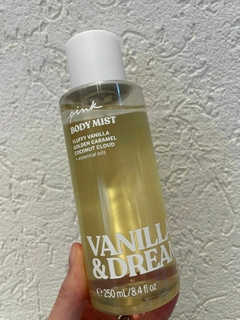 pink
BODY MIST
FLUFFY VANILLA
GOLDEN CARAMEL
COCONUT CLOUD
+ essential oils
VANILL
&DREA
℮ 250 mL/8.4 fl oz